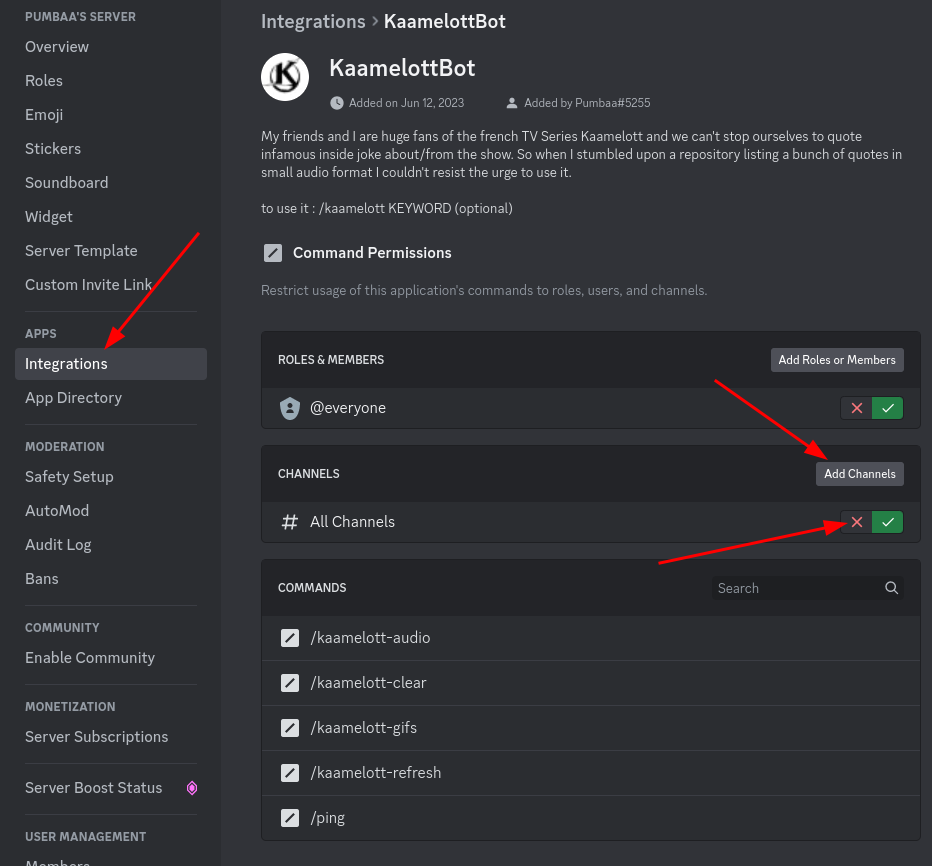 PUMBAA'S SERVER
Overview
Roles
Emoji
Stickers
Soundboard
Widget
Server Template
Custom Invite Link
APPS
Integrations
App Directory
MODERATION
Safety Setup
AutoMod
Audit Log
Bans
COMMUNITY
Enable Community
MONETIZATION
Server Subscriptions
Server Boost Status
USER MANAGEMENT
Members
Integrations > KaamelottBot
K
KaamelottBot
Added on Jun 12, 2023
Added by Pumbaa#5255
My friends and I are huge fans of the french TV Series Kaamelott and we can't stop ourselves to quote
infamous inside joke about/from the show. So when I stumbled upon a repository listing a bunch of quotes in
small audio format I couldn't resist the urge to use it.
to use it : /kaamelott KEYWORD (optional)
Command Permissions
Restrict usage of this application's commands to roles, users, and channels.
ROLES & MEMBERS
Add Roles or Members
@everyone
CHANNELS
Add Channels
# All Channels
COMMANDS
Search
/kaamelott-audio
/kaamelott-clear
/kaamelott-gifs
/kaamelott-refresh
/ping